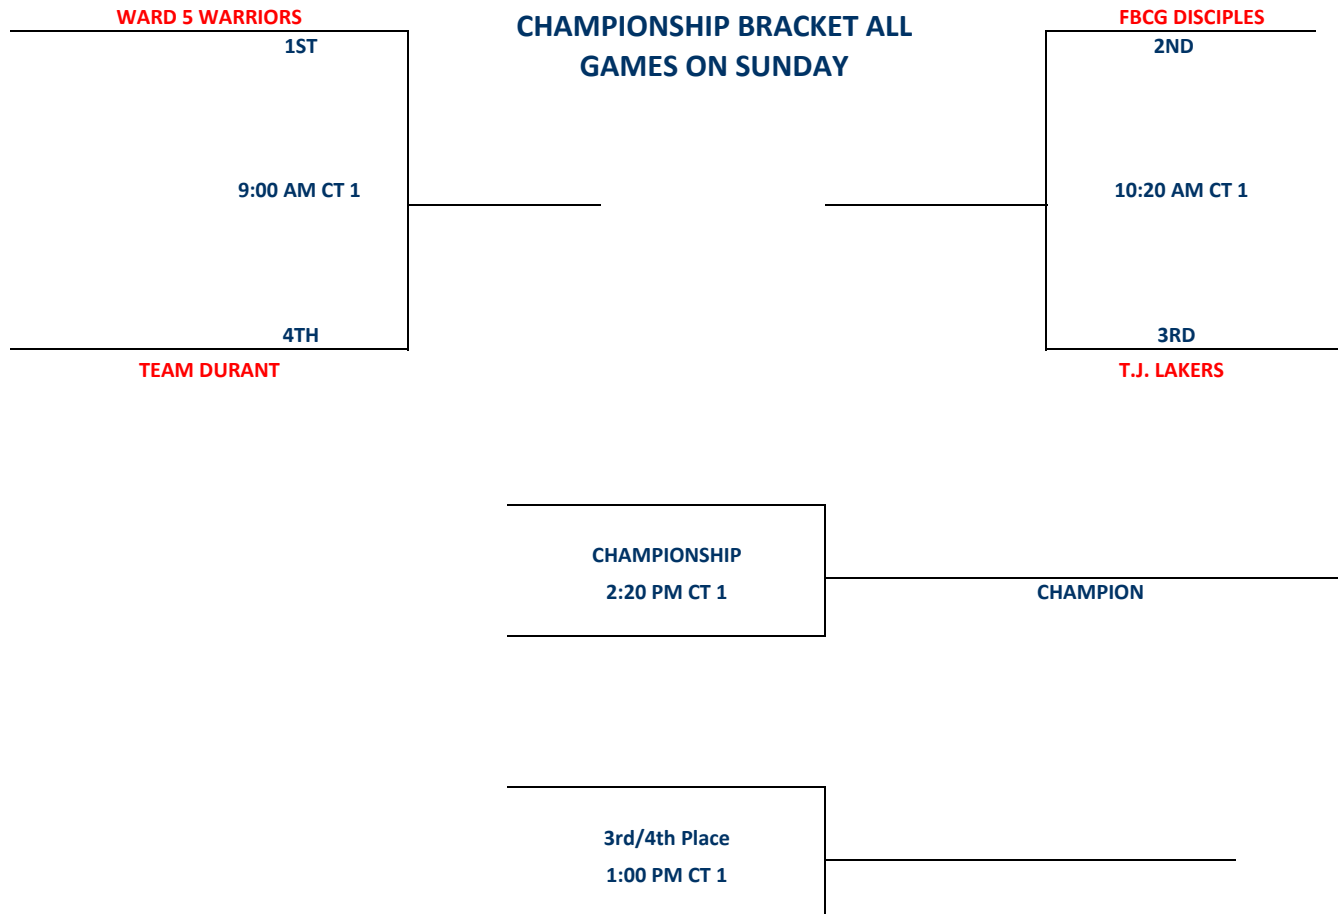 WARD 5 WARRIORS
1ST
CHAMPIONSHIP BRACKET ALL
GAMES ON SUNDAY
FBCG DISCIPLES
2ND
9:00 AM CT 1
10:20 AM CT 1
4TH
TEAM DURANT
3RD
T.J. LAKERS
CHAMPIONSHIP
2:20 PM CT 1
CHAMPION
3rd/4th Place
1:00 PM CT 1